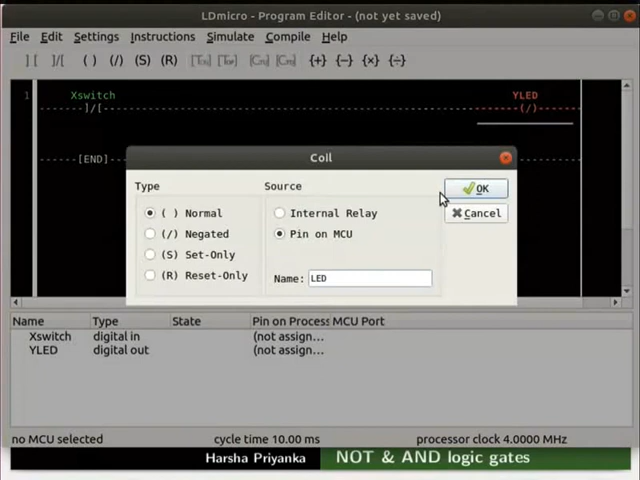 LDmicro - Program Editor - (not yet saved)
File Edit Settings Instructions Simulate Compile Help
] [ ]/[ ( ) (/) (S) (R) {+} {−} {×} {÷}
1 Xswitch YLED
]/[ (/)
[END]
Coil
Type Source
( ) Normal Internal Relay OK
(/) Negated Pin on MCU Cancel
(S) Set-Only
(R) Reset-Only Name: LED
Name Type State Pin on Process MCU Port
Xswitch digital in (not assign...
YLED digital out (not assign...
no MCU selected cycle time 10.00 ms processor clock 4.0000 MHz
Harsha Priyanka NOT & AND logic gates